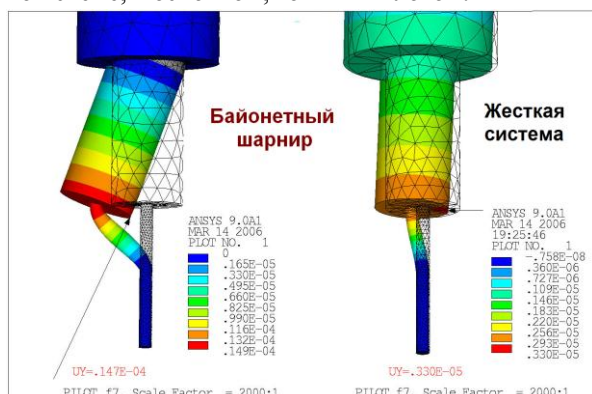 Байонетный
шарнир
ANSYS 9.0A1
MAR 14 2006
PLOT NO. 1
0
.165E-05
.330E-05
.495E-05
.660E-05
.825E-05
.990E-05
.116E-04
.132E-04
.149E-04
UY=.147E-04
PILOT f7 Scale Factor = 2000:1
Жесткая
система
ANSYS 9.0A1
MAR 14 2006
19:25:46
PLOT NO. 1
-.758E-08
.360E-06
.727E-06
.109E-05
.146E-05
.183E-05
.220E-05
.256E-05
.293E-05
.330E-05
UY=.330E-05
PILOT f7 Scale Factor = 2000:1